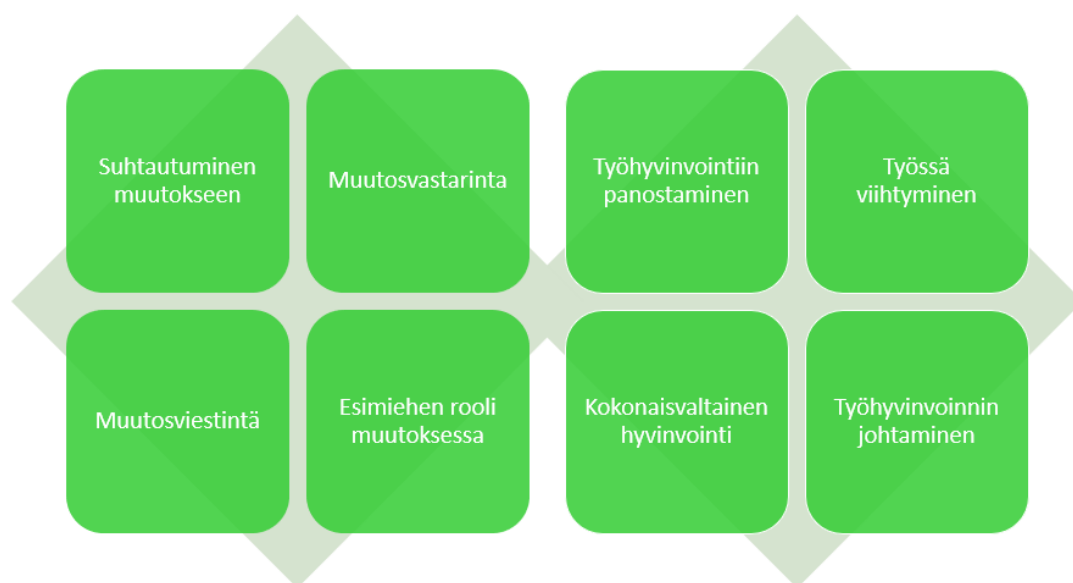 Suhtautuminen
muutokseen
Muutosvastarinta
Työhyvinvointiin
panostaminen
Työssä
viihtyminen
Muutosviestintä
Esimiehen rooli
muutoksessa
Kokonaisvaltainen
hyvinvointi
Työhyvinvoinnin
johtaminen